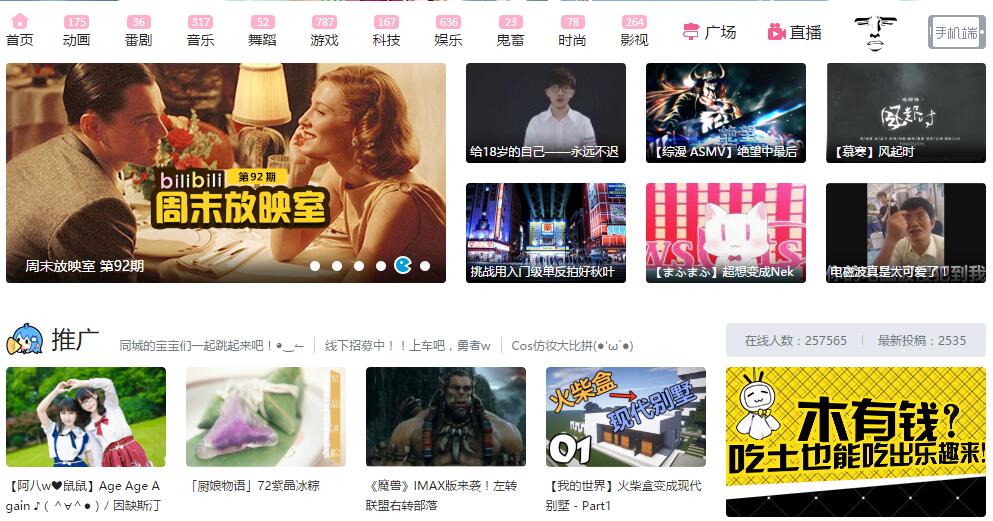 175
36
317
52
787
167
636
23
78
264
首页
动画
番剧
音乐
舞蹈
游戏
科技
娱乐
鬼畜
时尚
影视
广场
直播
手机端
bilibili
第92期
周末放映室
周末放映室 第92期
给18岁的自己——永远不迟
【综漫 ASMV】绝望中最后
风起时
【慕寒】风起时
挑战用入门级单反拍好秋叶
【まふまふ】超想变成Nek
电磁波真是太可爱了！
推广
同城的宝宝们一起跳起来吧！
线下招募中！！上车吧，勇者w
Cos仿妆大比拼(●'ω`●)
在线人数：257565
最新投稿：2535
火柴盒
现代别墅
01
木有钱?
吃土也能吃出乐趣来!
【阿八w❤鼠鼠】Age Age A
gain ♪ ( ^∀^●) ﾉ 因缺斯汀
「厨娘物语」72紫晶冰粽
《魔兽》IMAX版来袭！左转
联盟右转部落
【我的世界】火柴盒变成现代
别墅 - Part1